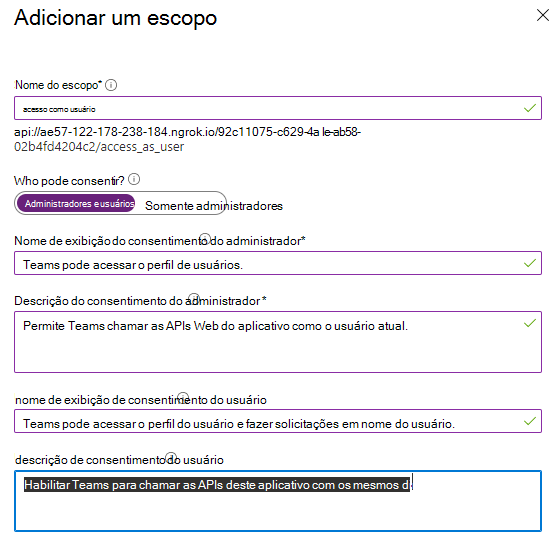 Adicionar um escopo
Nome do escopo*
acesso como usuário
api://ae57-122-178-238-184.ngrok.io/92c11075-c629-4a le-ab58-
02b4fd4204c2/access_as_user
Who pode consentir?
Administradores e usuários Somente administradores
Nome de exibição do consentimento do administrador*
Teams pode acessar o perfil de usuários.
Descrição do consentimento do administrador*
Permite Teams chamar as APIs Web do aplicativo como o usuário atual.
nome de exibição de consentimento do usuário
Teams pode acessar o perfil do usuário e fazer solicitações em nome do usuário.
descrição de consentimento do usuário
Habilitar Teams para chamar as APIs deste aplicativo com os mesmos d